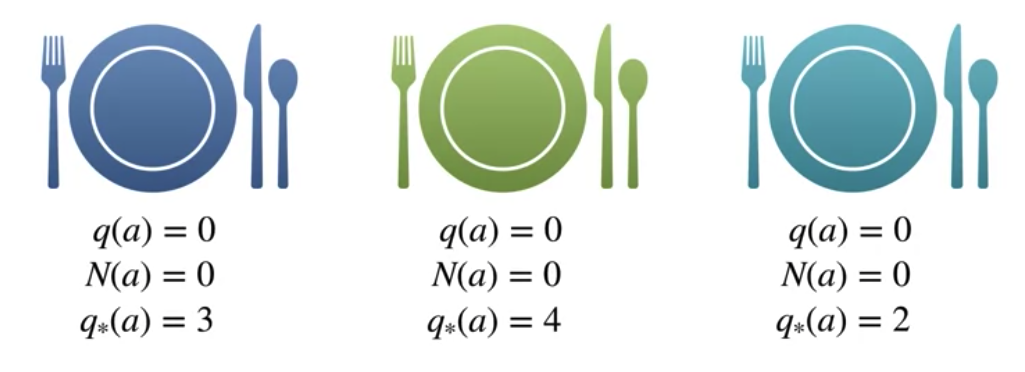 q(a) = 0
N(a) = 0
q*(a) = 3
q(a) = 0
N(a) = 0
q*(a) = 4
q(a) = 0
N(a) = 0
q*(a) = 2